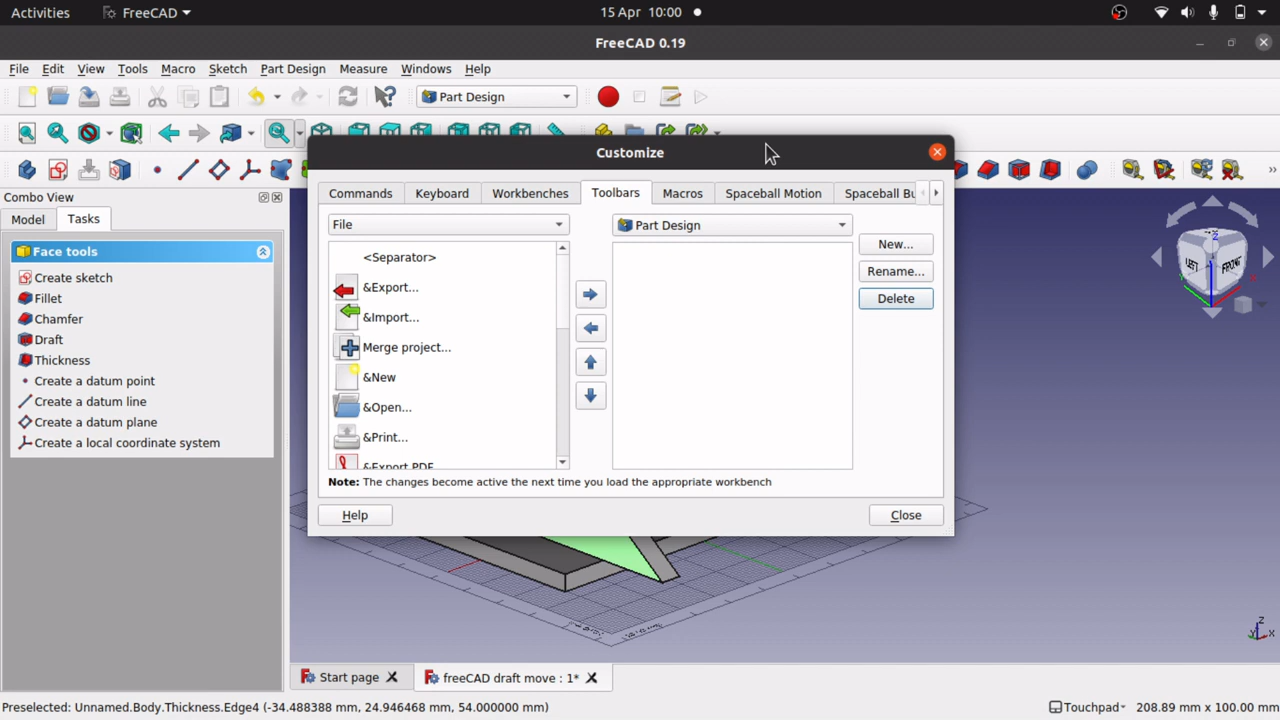 Activities FreeCAD 15 Apr 10:00
FreeCAD 0.19
File Edit View Tools Macro Sketch Part Design Measure Windows Help
Part Design
Combo View
Model Tasks
Face tools
Create sketch
Fillet
Chamfer
Draft
Thickness
Create a datum point
Create a datum line
Create a datum plane
Create a local coordinate system
Customize
Commands Keyboard Workbenches Toolbars Macros Spaceball Motion Spaceball Bu
File
<Separator>
&Export...
&Import...
Merge project...
&New
&Open...
&Print...
&Export PDF
Part Design
New...
Rename...
Delete
Note: The changes become active the next time you load the appropriate workbench
Help Close
LEFT FRONT
Z
Z
Y X
Start page freeCAD draft move : 1*
Preselected: Unnamed.Body.Thickness.Edge4 (-34.488388 mm, 24.946468 mm, 54.000000 mm) Touchpad 208.89 mm x 100.00 mm